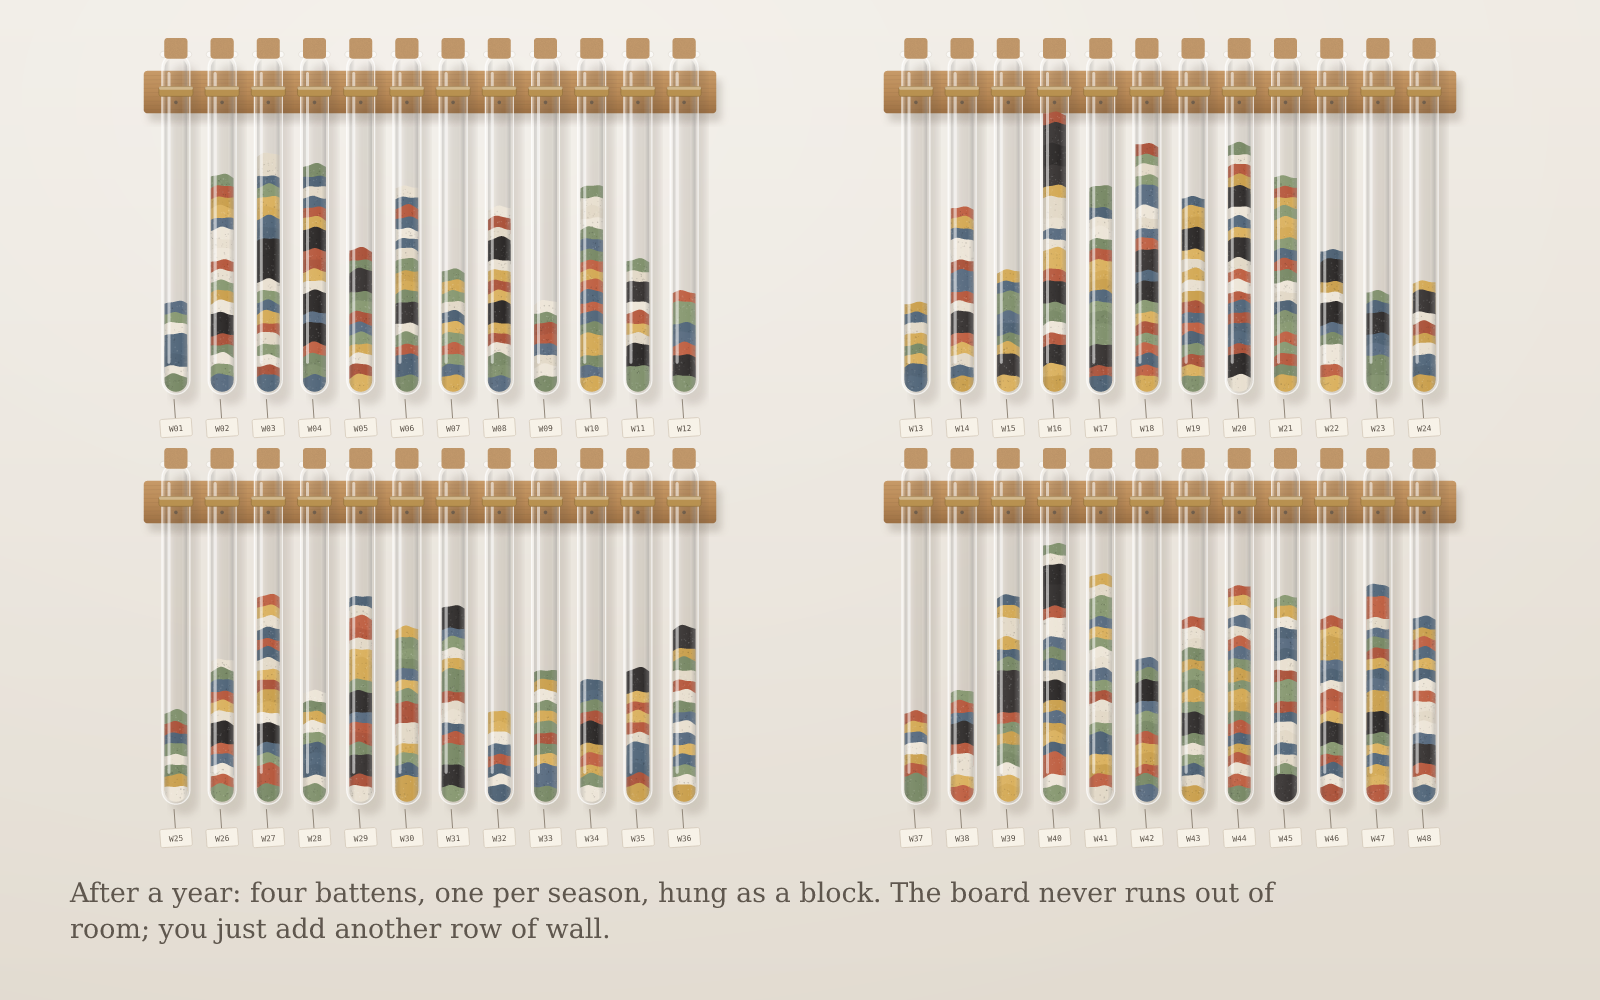 W01 W02 W03 W04 W05 W06 W07 W08 W09 W10 W11 W12
W13 W14 W15 W16 W17 W18 W19 W20 W21 W22 W23 W24
W25 W26 W27 W28 W29 W30 W31 W32 W33 W34 W35 W36
W37 W38 W39 W40 W41 W42 W43 W44 W45 W46 W47 W48
After a year: four battens, one per season, hung as a block. The board never runs out of
room; you just add another row of wall.